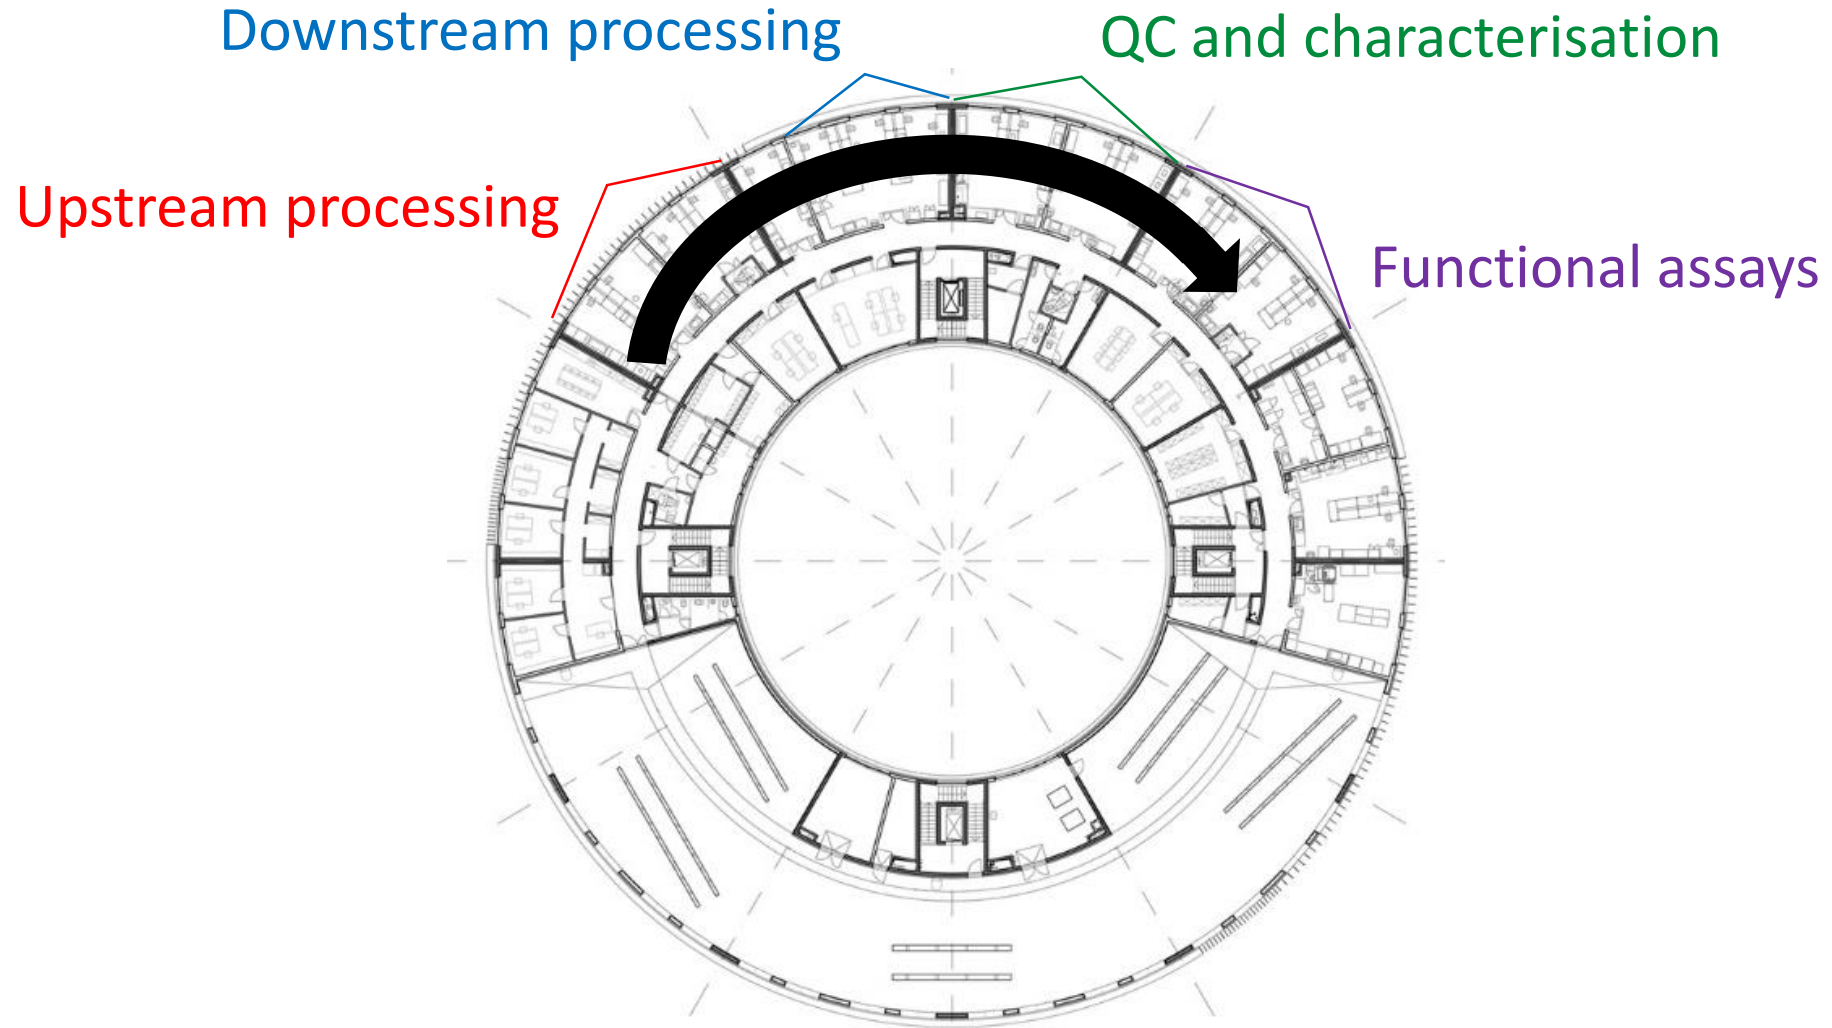 Downstream processing
QC and characterisation
Upstream processing
Functional assays